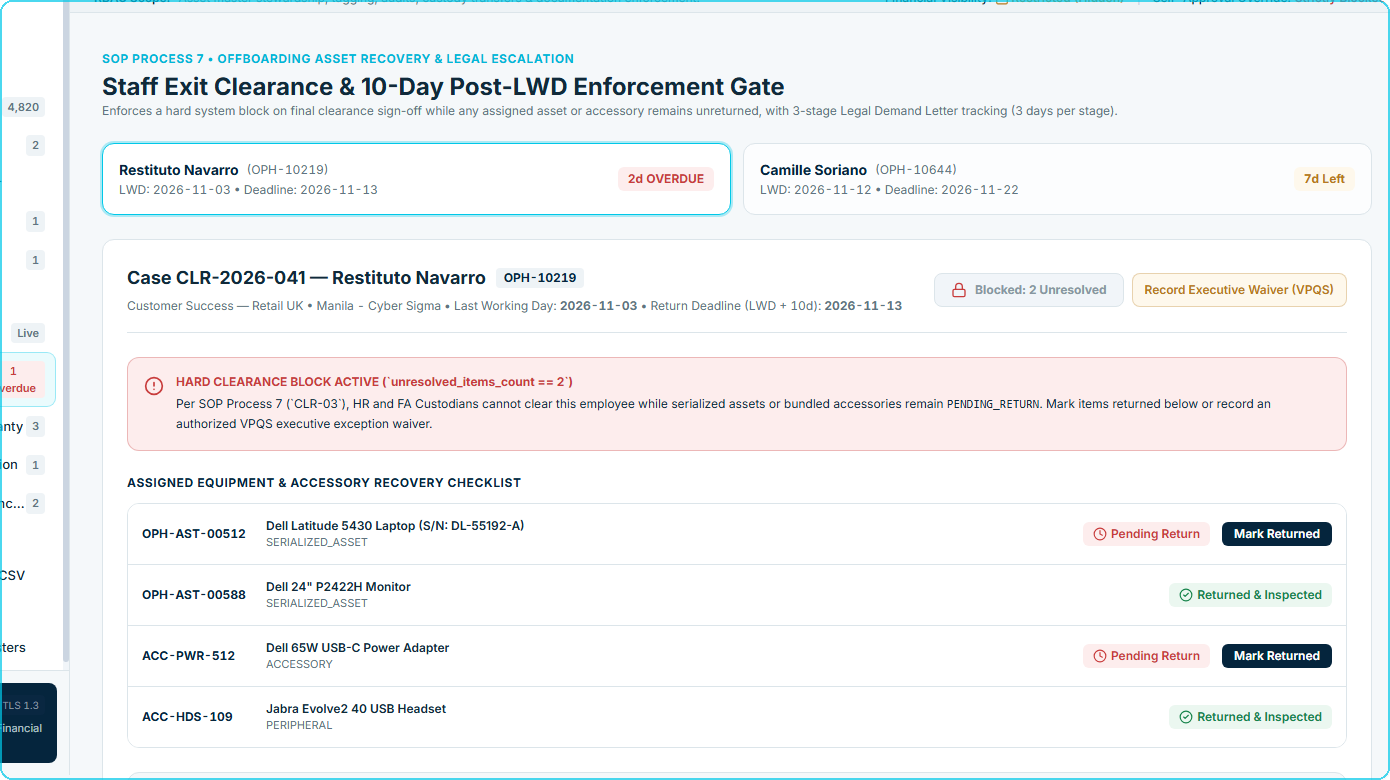 4,820
2
1
1
Live
1
verdue
nty 3
on 1
nc... 2
CSV
sters
TLS 1.3
inancial
SOP PROCESS 7 • OFFBOARDING ASSET RECOVERY & LEGAL ESCALATION
Staff Exit Clearance & 10-Day Post-LWD Enforcement Gate
Enforces a hard system block on final clearance sign-off while any assigned asset or accessory remains unreturned, with 3-stage Legal Demand Letter tracking (3 days per stage).
Restituto Navarro (OPH-10219)
LWD: 2026-11-03 • Deadline: 2026-11-13
2d OVERDUE
Camille Soriano (OPH-10644)
LWD: 2026-11-12 • Deadline: 2026-11-22
7d Left
Case CLR-2026-041 — Restituto Navarro OPH-10219
Customer Success — Retail UK • Manila - Cyber Sigma • Last Working Day: 2026-11-03 • Return Deadline (LWD + 10d): 2026-11-13
Blocked: 2 Unresolved
Record Executive Waiver (VPQS)
HARD CLEARANCE BLOCK ACTIVE (`unresolved_items_count == 2`)
Per SOP Process 7 (`CLR-03`), HR and FA Custodians cannot clear this employee while serialized assets or bundled accessories remain PENDING_RETURN. Mark items returned below or record an
authorized VPQS executive exception waiver.
ASSIGNED EQUIPMENT & ACCESSORY RECOVERY CHECKLIST
OPH-AST-00512
Dell Latitude 5430 Laptop (S/N: DL-55192-A)
SERIALIZED_ASSET
Pending Return
Mark Returned
OPH-AST-00588
Dell 24" P2422H Monitor
SERIALIZED_ASSET
Returned & Inspected
ACC-PWR-512
Dell 65W USB-C Power Adapter
ACCESSORY
Pending Return
Mark Returned
ACC-HDS-109
Jabra Evolve2 40 USB Headset
PERIPHERAL
Returned & Inspected